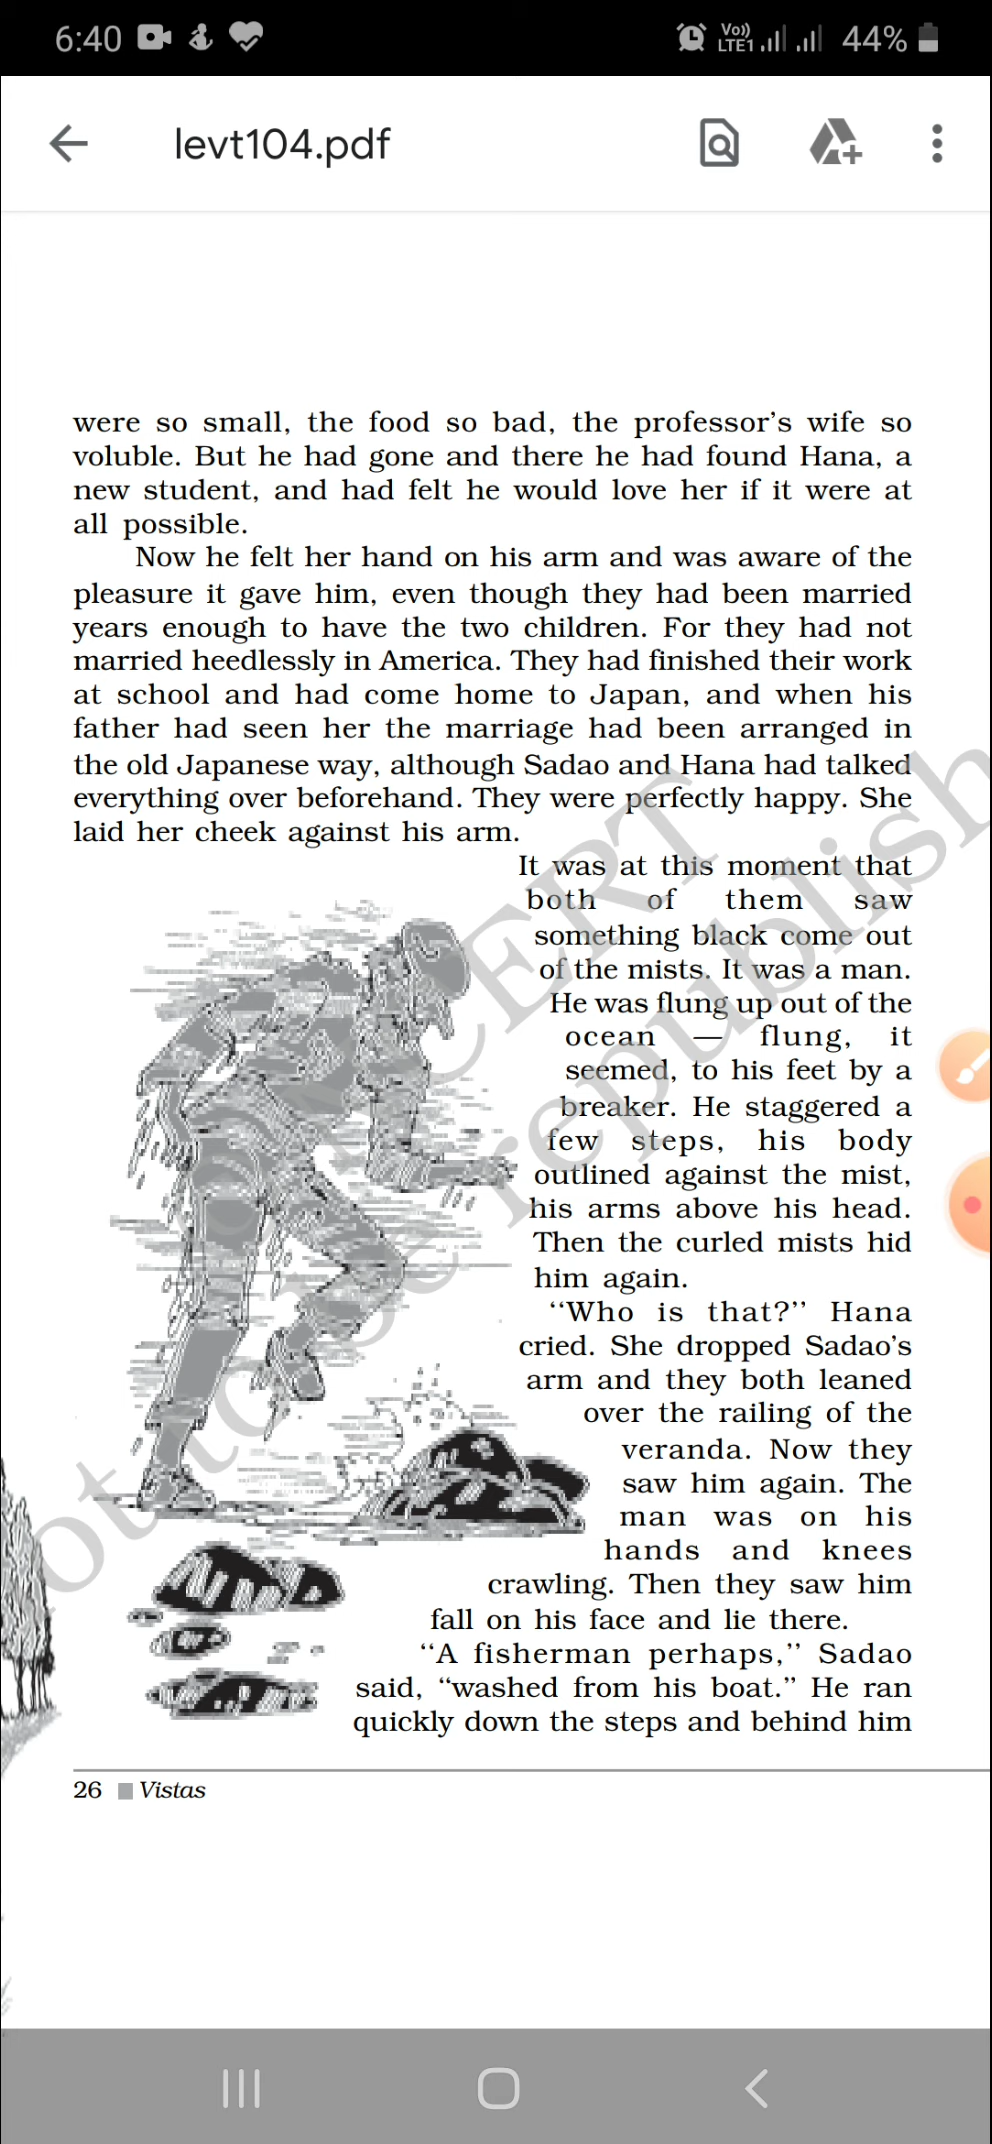 6:40
Vo)) LTE1 44%
levt104.pdf
were so small, the food so bad, the professor's wife so
voluble. But he had gone and there he had found Hana, a
new student, and had felt he would love her if it were at
all possible.
Now he felt her hand on his arm and was aware of the
pleasure it gave him, even though they had been married
years enough to have the two children. For they had not
married heedlessly in America. They had finished their work
at school and had come home to Japan, and when his
father had seen her the marriage had been arranged in
the old Japanese way, although Sadao and Hana had talked
everything over beforehand. They were perfectly happy. She
laid her cheek against his arm.
It was at this moment that
both of them saw
something black come out
of the mists. It was a man.
He was flung up out of the
ocean — flung, it
seemed, to his feet by a
breaker. He staggered a
few steps, his body
outlined against the mist,
his arms above his head.
Then the curled mists hid
him again.
‘‘Who is that?’’ Hana
cried. She dropped Sadao’s
arm and they both leaned
over the railing of the
veranda. Now they
saw him again. The
man was on his
hands and knees
crawling. Then they saw him
fall on his face and lie there.
‘‘A fisherman perhaps,’’ Sadao
said, “washed from his boat.” He ran
quickly down the steps and behind him
26 Vistas